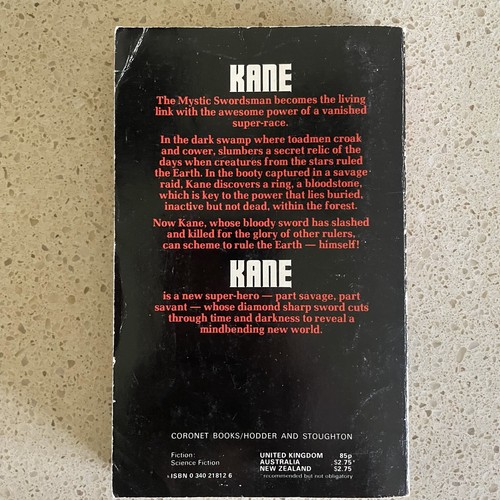 KANE
The Mystic Swordsman becomes the living
link with the awesome power of a vanished
super-race.
In the dark swamp where toadmen croak
and cower, slumbers a secret relic of the
days when creatures from the stars ruled
the Earth. In the booty captured in a savage
raid, Kane discovers a ring, a bloodstone,
which is key to the power that lies buried,
inactive but not dead, within the forest.
Now Kane, whose bloody sword has slashed
and killed for the glory of other rulers,
can scheme to rule the Earth — himself!
KANE
is a new super-hero — part savage, part
savant — whose diamond sharp sword cuts
through time and darkness to reveal a
mindbending new world.
CORONET BOOKS/HODDER AND STOUGHTON
Fiction: UNITED KINGDOM 85p
Science Fiction AUSTRALIA $2.75*
NEW ZEALAND $2.75
ISBN 0 340 21812 6 *recommended but not obligatory